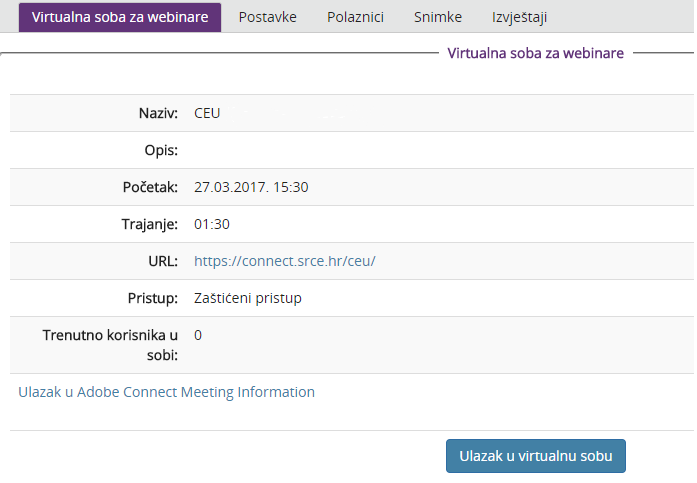 Virtualna soba za webinare Postavke Polaznici Snimke Izvještaji
Virtualna soba za webinare
Naziv: CEU
Opis:
Početak: 27.03.2017. 15:30
Trajanje: 01:30
URL: https://connect.srce.hr/ceu/
Pristup: Zaštićeni pristup
Trenutno korisnika u 0
sobi:
Ulazak u Adobe Connect Meeting Information
Ulazak u virtualnu sobu